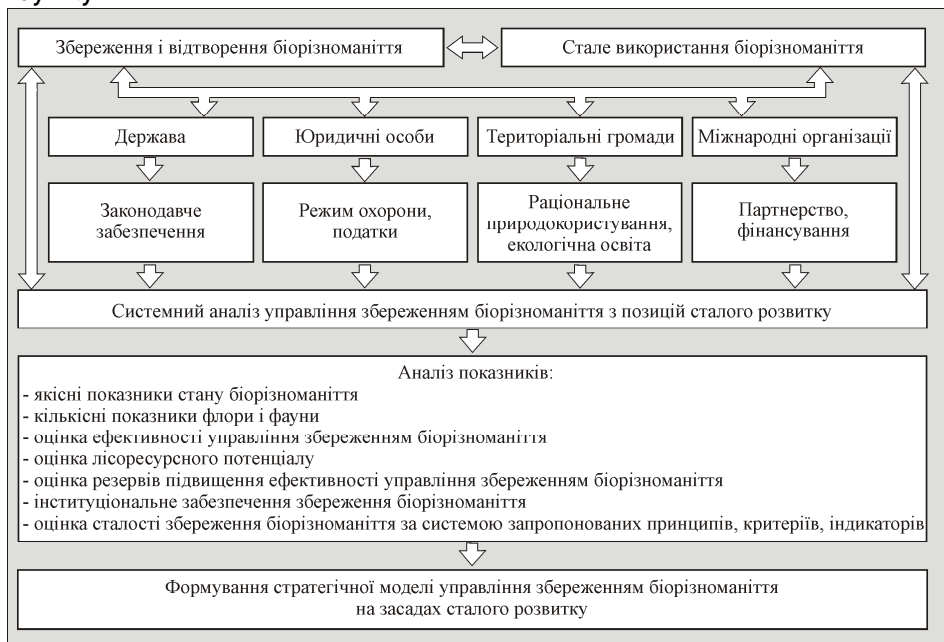 Збереження і відтворення біорізноманіття
Стале використання біорізноманіття
Держава
Юридичні особи
Територіальні громади
Міжнародні організації
Законодавче
забезпечення
Режим охорони,
податки
Раціональне
природокористування,
екологічна освіта
Партнерство,
фінансування
Системний аналіз управління збереженням біорізноманіття з позицій сталого розвитку
Аналіз показників:
- якісні показники стану біорізноманіття
- кількісні показники флори і фауни
- оцінка ефективності управління збереженням біорізноманіття
- оцінка лісоресурсного потенціалу
- оцінка резервів підвищення ефективності управління збереженням біорізноманіття
- інституціональне забезпечення збереження біорізноманіття
- оцінка сталості збереження біорізноманіття за системою запропонованих принципів, критеріїв, індикаторів
Формування стратегічної моделі управління збереженням біорізноманіття
на засадах сталого розвитку